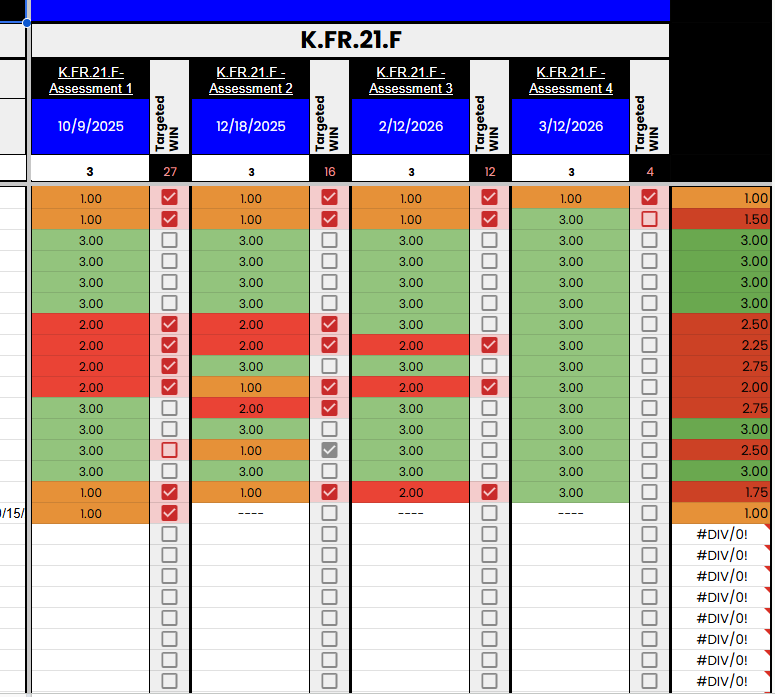 K.FR.21.F
K.FR.21.F- Assessment 1 Targeted WIN K.FR.21.F - Assessment 2 Targeted WIN K.FR.21.F - Assessment 3 Targeted WIN K.FR.21.F - Assessment 4 Targeted WIN
10/9/2025 12/18/2025 2/12/2026 3/12/2026
3 27 3 16 3 12 3 4
1.00 1.00 1.00 1.00 1.00
1.00 1.00 1.00 3.00 1.50
3.00 3.00 3.00 3.00 3.00
3.00 3.00 3.00 3.00 3.00
3.00 3.00 3.00 3.00 3.00
3.00 3.00 3.00 3.00 3.00
2.00 2.00 3.00 3.00 2.50
2.00 2.00 2.00 3.00 2.25
2.00 3.00 3.00 3.00 2.75
2.00 1.00 2.00 3.00 2.00
3.00 2.00 3.00 3.00 2.75
3.00 3.00 3.00 3.00 3.00
3.00 1.00 3.00 3.00 2.50
3.00 3.00 3.00 3.00 3.00
1.00 1.00 2.00 3.00 1.75
/15/ 1.00 ---- ---- ---- 1.00
#DIV/0!
#DIV/0!
#DIV/0!
#DIV/0!
#DIV/0!
#DIV/0!
#DIV/0!
#DIV/0!